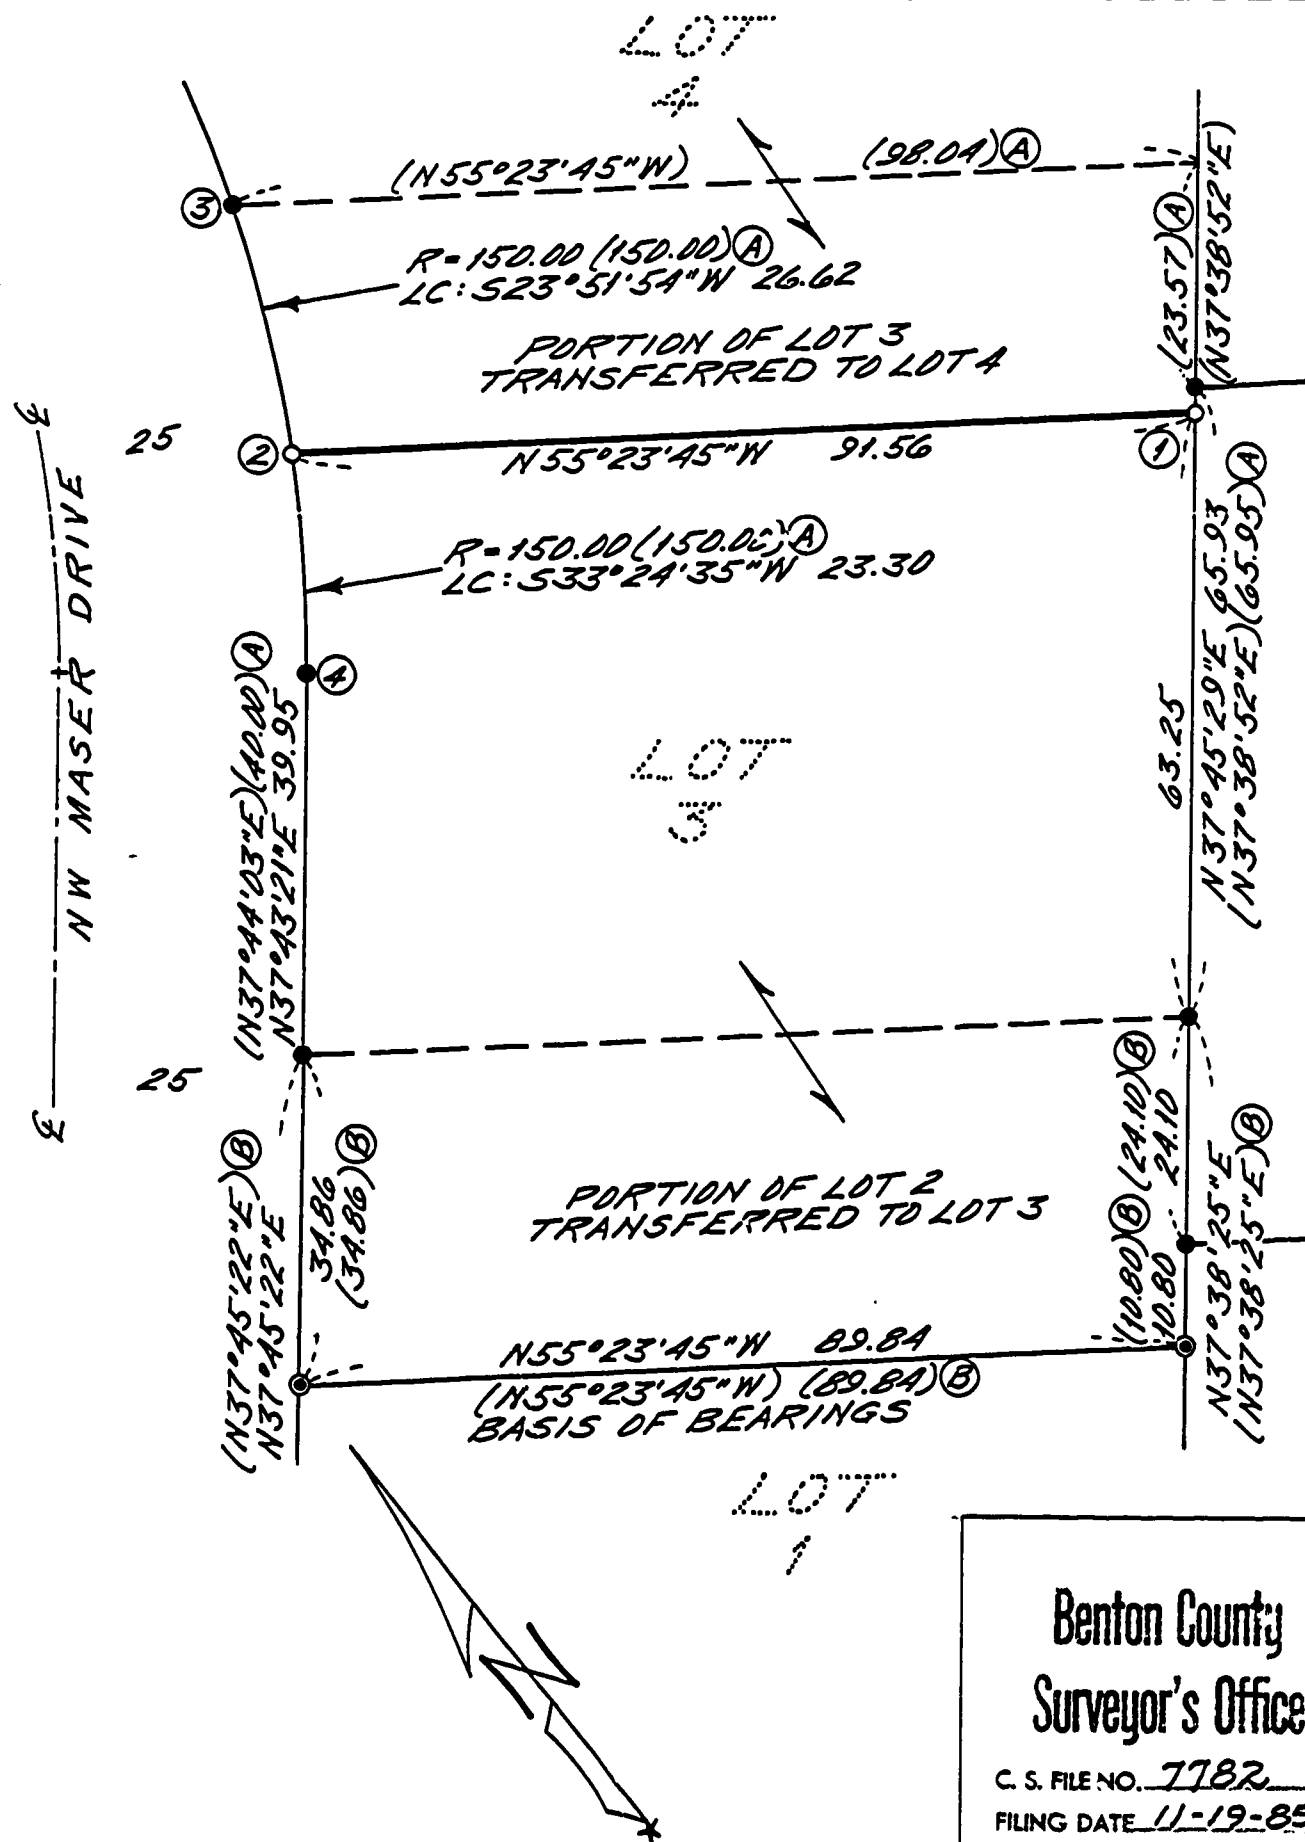 LOT
4
(N55°23'45"W) (98.04) A
3
R=150.00 (150.00) A
LC: S23°51'54"W 26.62
(23.57) A
(N37°38'52"E)
PORTION OF LOT 3
TRANSFERRED TO LOT 4
℄
25
2
N55°23'45"W 91.56
1
NW MASER DRIVE
R=150.00 (150.00) A
LC: S33°24'35"W 23.30
N37°45'29"E 65.93
(N37°38'52"E)(65.95) A
63.25
4
(N37°44'03"E)(40.00) A
N37°43'21"E 39.95
LOT
3
25
℄
(24.10) B
24.10
(N37°45'22"E) B
N37°45'22"E
34.86
(34.86) B
PORTION OF LOT 2
TRANSFERRED TO LOT 3
(10.80) B
10.80
N37°38'25"E
(N37°38'25"E) B
N55°23'45"W 89.84
(N55°23'45"W) (89.84) B
BASIS OF BEARINGS
LOT
1
N
Benton County
Surveyor's Office
C. S. FILE NO. 7782
FILING DATE 11-19-85